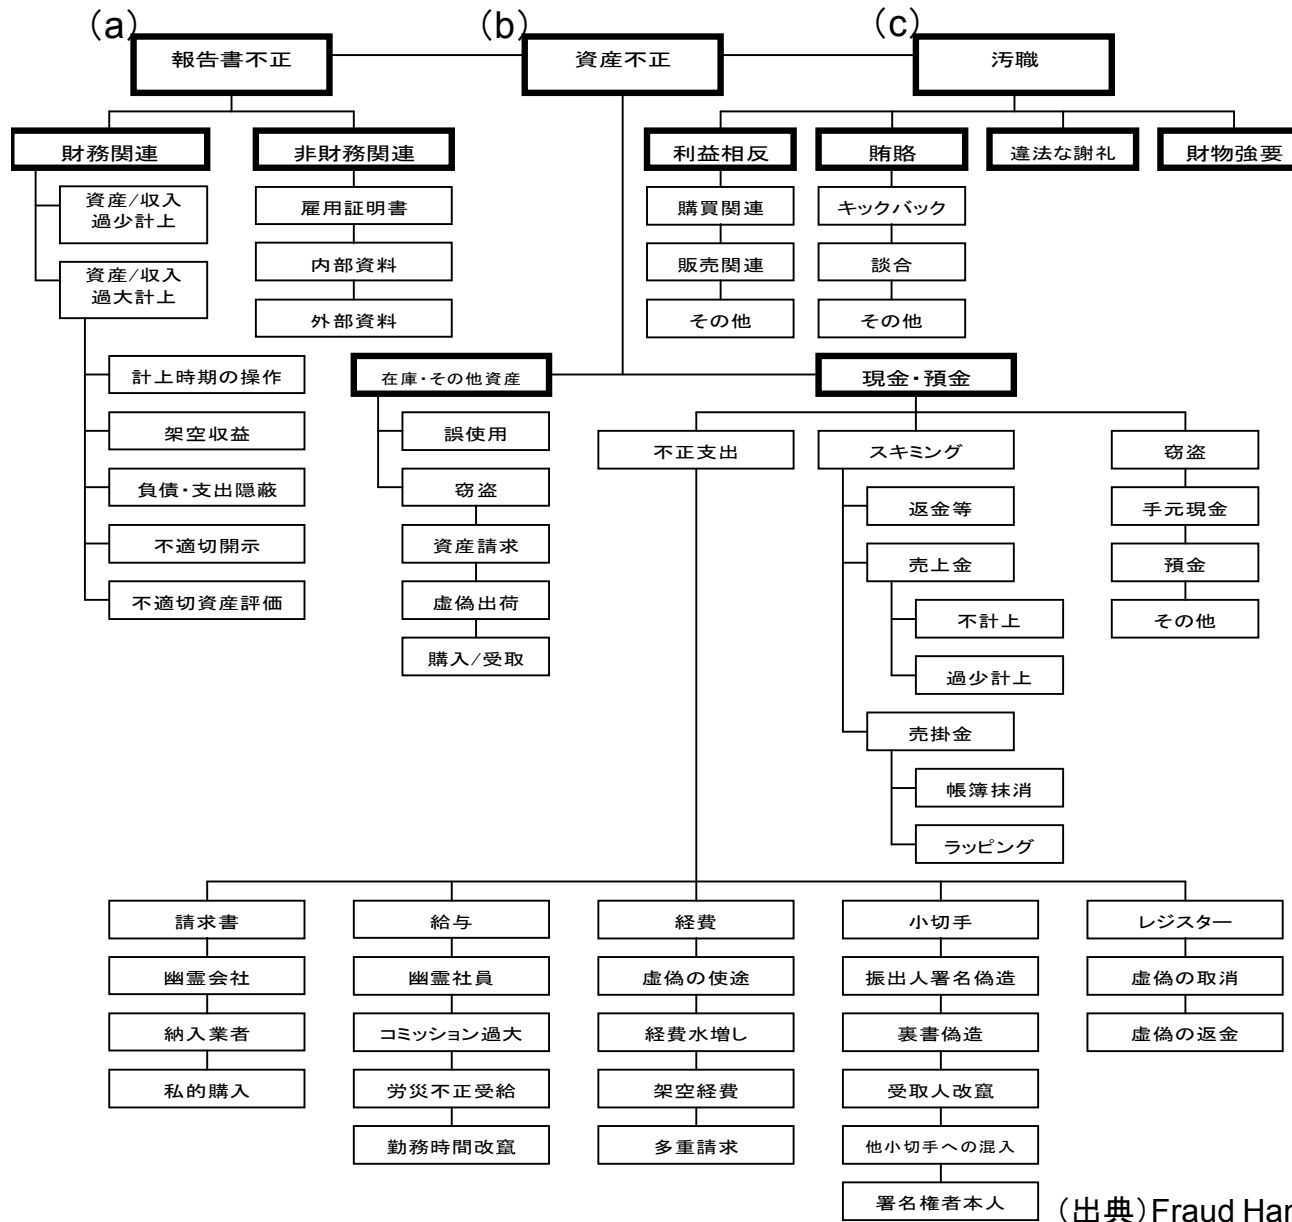 (a)
報告書不正
(b)
資産不正
(c)
汚職
財務関連
非財務関連
利益相反
賄賂
違法な謝礼
財物強要
資産/収入
過少計上
雇用証明書
購買関連
キックバック
資産/収入
過大計上
内部資料
販売関連
談合
外部資料
その他
その他
計上時期の操作
在庫・その他資産
現金・預金
架空収益
誤使用
不正支出
スキミング
窃盗
負債・支出隠蔽
窃盗
返金等
手元現金
不適切開示
資産請求
売上金
預金
不適切資産評価
虚偽出荷
不計上
その他
購入/受取
過少計上
売掛金
帳簿抹消
ラッピング
請求書
給与
経費
小切手
レジスター
幽霊会社
幽霊社員
虚偽の使途
振出人署名偽造
虚偽の取消
納入業者
コミッション過大
経費水増し
裏書偽造
虚偽の返金
私的購入
労災不正受給
架空経費
受取人改竄
勤務時間改竄
多重請求
他小切手への混入
署名権者本人
(出典)Fraud Har